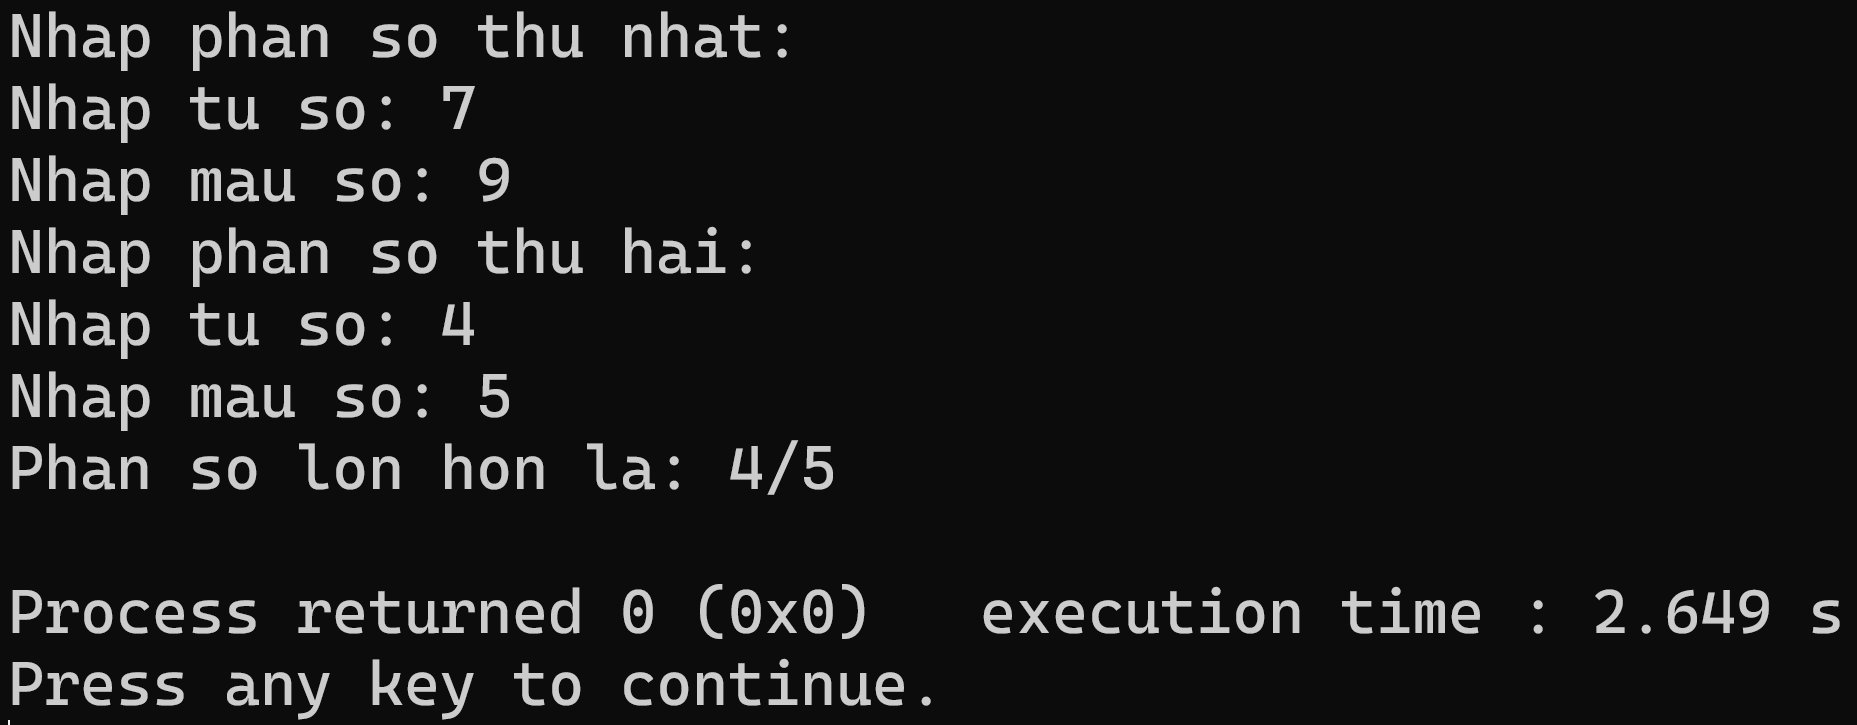 Nhap phan so thu nhat:
Nhap tu so: 7
Nhap mau so: 9
Nhap phan so thu hai:
Nhap tu so: 4
Nhap mau so: 5
Phan so lon hon la: 4/5
Process returned 0 (0x0)   execution time : 2.649 s
Press any key to continue.